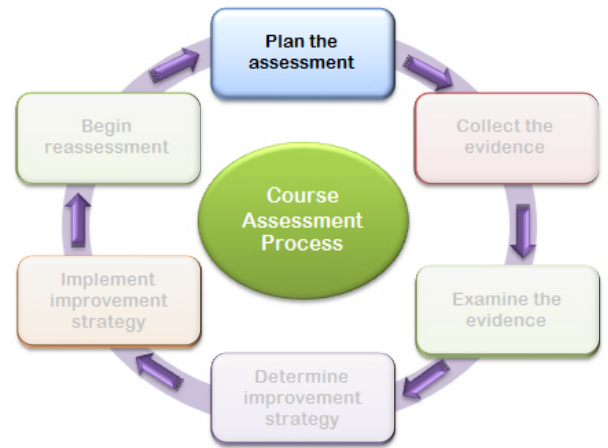 Plan the
assessment
Collect the
evidence
Examine the
evidence
Determine
improvement
strategy
Implement
improvement
strategy
Begin
reassessment
Course
Assessment
Process